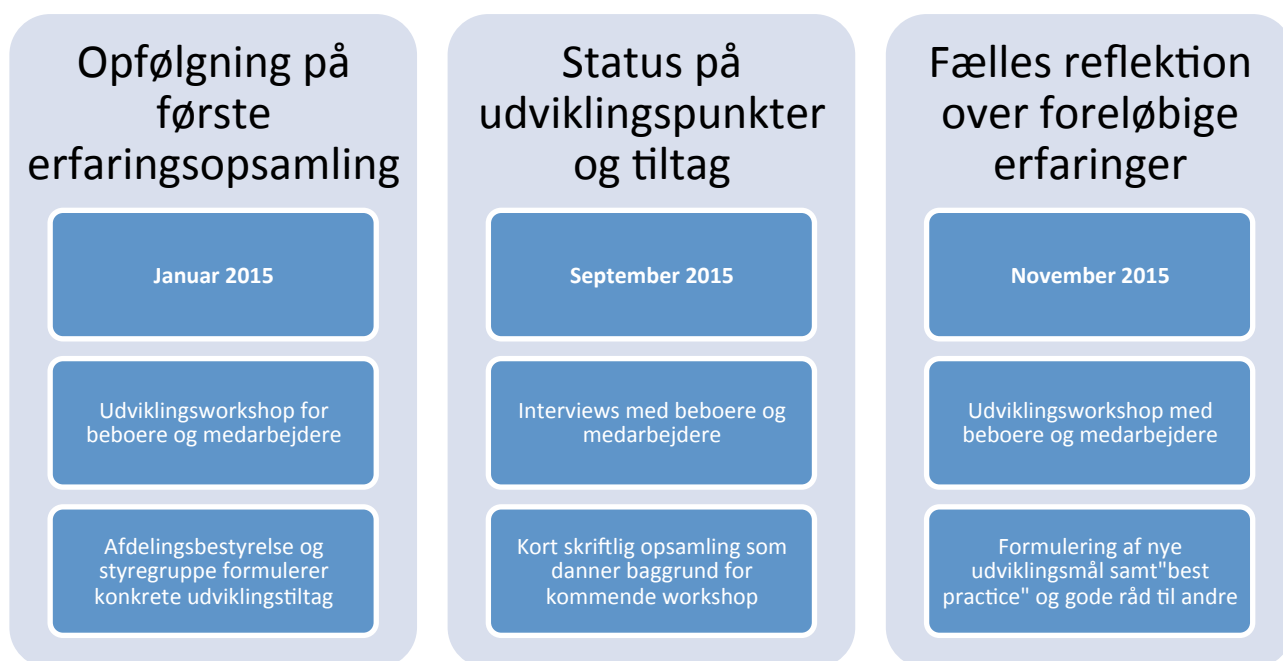 Opfølgning på
første
erfaringsopsamling
Januar 2015
Udviklingsworkshop for
beboere og medarbejdere
Afdelingsbestyrelse og
styregruppe formulerer
konkrete udviklingstiltag
Status på
udviklingspunkter
og tiltag
September 2015
Interviews med beboere og
medarbejdere
Kort skriftlig opsamling som
danner baggrund for
kommende workshop
Fælles reflektion
over foreløbige
erfaringer
November 2015
Udviklingsworkshop med
beboere og medarbejdere
Formulering af nye
udviklingsmål samt"best
practice" og gode råd til andre